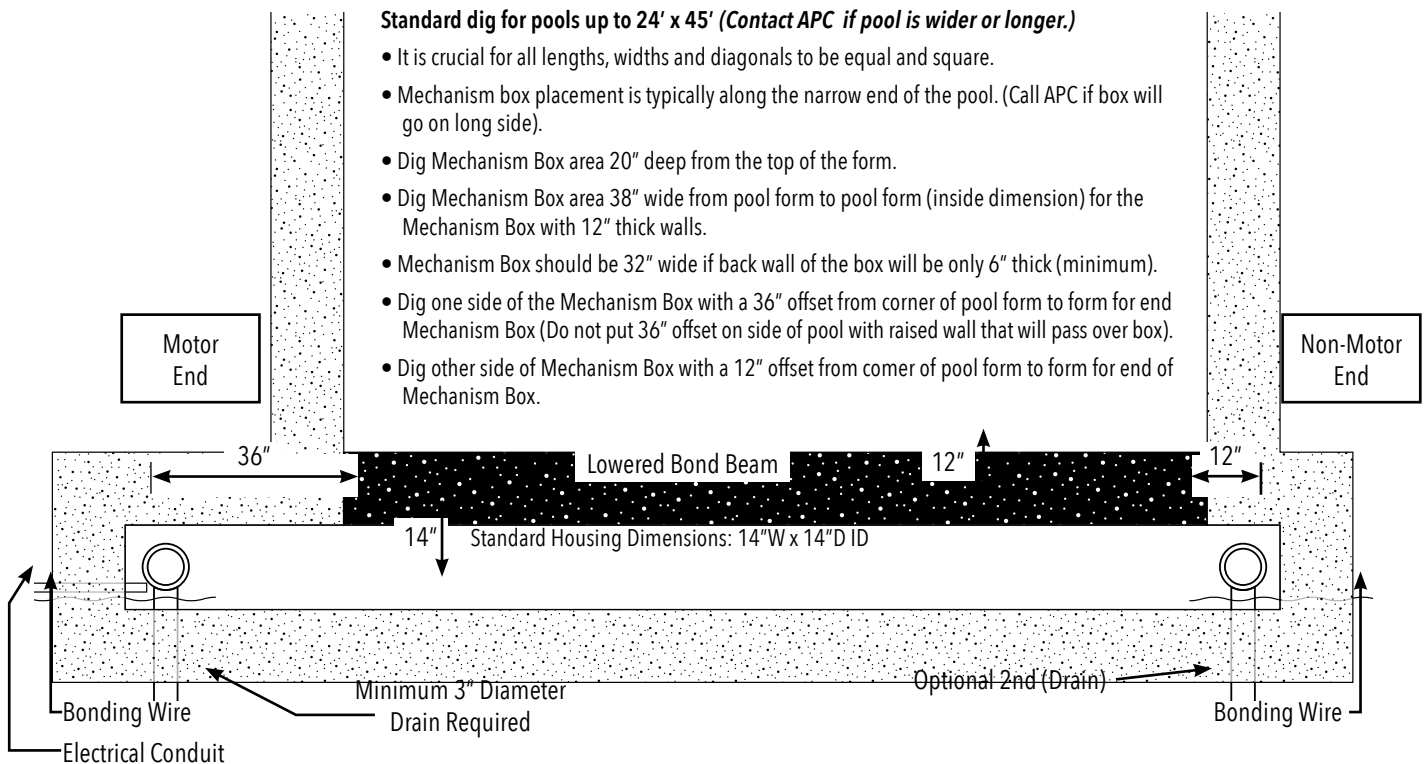 Standard dig for pools up to 24' x 45' (Contact APC if pool is wider or longer.)
• It is crucial for all lengths, widths and diagonals to be equal and square.
• Mechanism box placement is typically along the narrow end of the pool. (Call APC if box will
go on long side).
• Dig Mechanism Box area 20" deep from the top of the form.
• Dig Mechanism Box area 38" wide from pool form to pool form (inside dimension) for the
Mechanism Box with 12" thick walls.
• Mechanism Box should be 32" wide if back wall of the box will be only 6" thick (minimum).
• Dig one side of the Mechanism Box with a 36" offset from corner of pool form to form for end
Mechanism Box (Do not put 36" offset on side of pool with raised wall that will pass over box).
• Dig other side of Mechanism Box with a 12" offset from corner of pool form to form for end of
Mechanism Box.
Motor
End
Non-Motor
End
36"
Lowered Bond Beam
12"
12"
14"
Standard Housing Dimensions: 14"W x 14"D ID
Minimum 3" Diameter
Drain Required
Optional 2nd (Drain)
Bonding Wire
Bonding Wire
Electrical Conduit